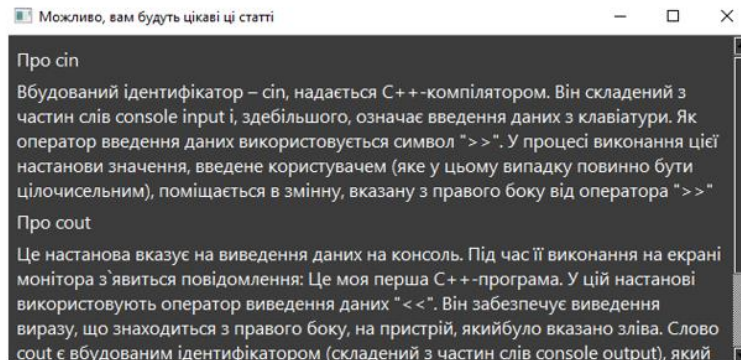 Можливо, вам будуть цікаві ці статті
Про cin
Вбудований ідентифікатор – cin, надається C++-компілятором. Він складений з
частин слів console input і, здебільшого, означає введення даних з клавіатури. Як
оператор введення даних використовується символ ">>". У процесі виконання цієї
настанови значення, введене користувачем (яке у цьому випадку повинно бути
цілочисельним), поміщається в змінну, вказану з правого боку від оператора ">>"
Про cout
Це настанова вказує на виведення даних на консоль. Під час її виконання на екрані
монітора з`явиться повідомлення: Це моя перша C++-програма. У цій настанові
використовують оператор виведення даних "<<". Він забезпечує виведення
виразу, що знаходиться з правого боку, на пристрій, якийбуло вказано зліва. Слово
cout є вбудованим ідентифікатором (складений з частин слів console output), який